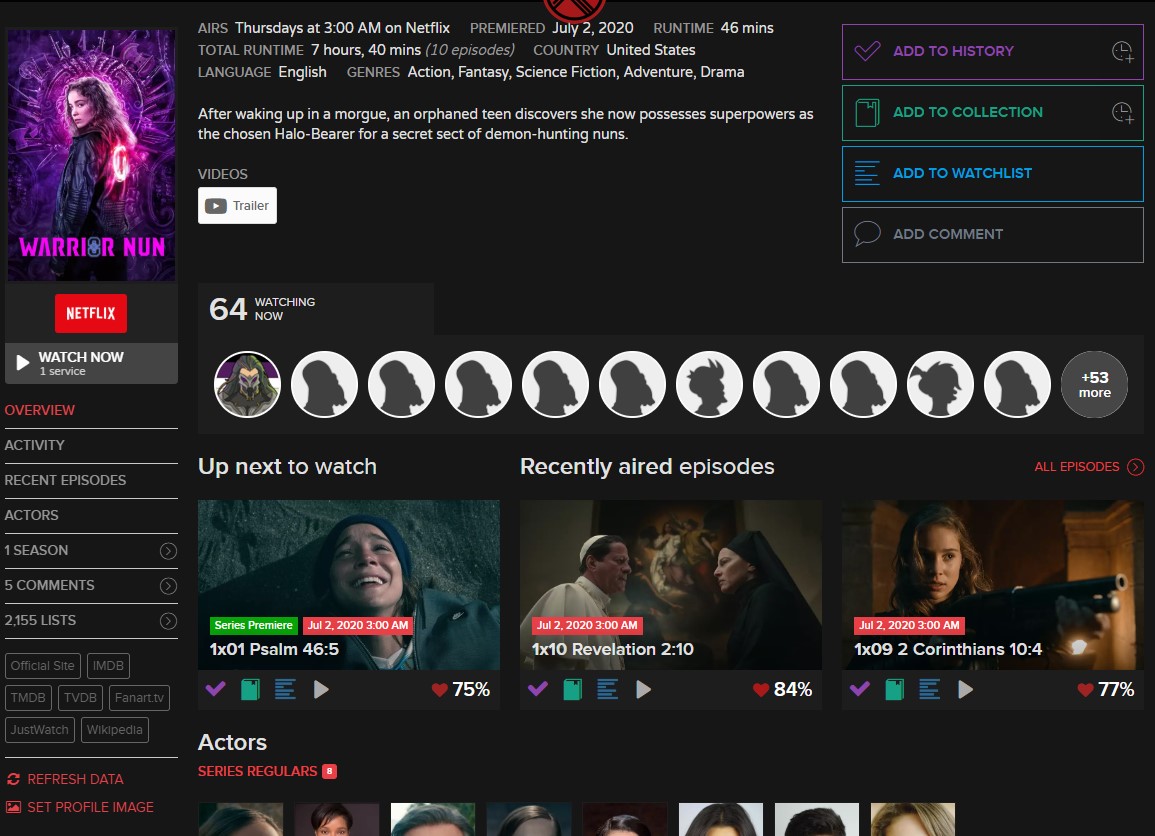 AIRS Thursdays at 3:00 AM on Netflix PREMIERED July 2, 2020 RUNTIME 46 mins
TOTAL RUNTIME 7 hours, 40 mins (10 episodes) COUNTRY United States
LANGUAGE English GENRES Action, Fantasy, Science Fiction, Adventure, Drama
After waking up in a morgue, an orphaned teen discovers she now possesses superpowers as
the chosen Halo-Bearer for a secret sect of demon-hunting nuns.
VIDEOS
Trailer
ADD TO HISTORY
ADD TO COLLECTION
ADD TO WATCHLIST
ADD COMMENT
WARRIOR NUN
NETFLIX
WATCH NOW
1 service
OVERVIEW
ACTIVITY
RECENT EPISODES
ACTORS
1 SEASON
5 COMMENTS
2,155 LISTS
Official Site IMDB
TMDB TVDB Fanart.tv
JustWatch Wikipedia
REFRESH DATA
SET PROFILE IMAGE
64 WATCHING
NOW
+53
more
Up next to watch
Series Premiere Jul 2, 2020 3:00 AM
1x01 Psalm 46:5
75%
Recently aired episodes
ALL EPISODES
Jul 2, 2020 3:00 AM
1x10 Revelation 2:10
84%
Jul 2, 2020 3:00 AM
1x09 2 Corinthians 10:4
77%
Actors
SERIES REGULARS 8